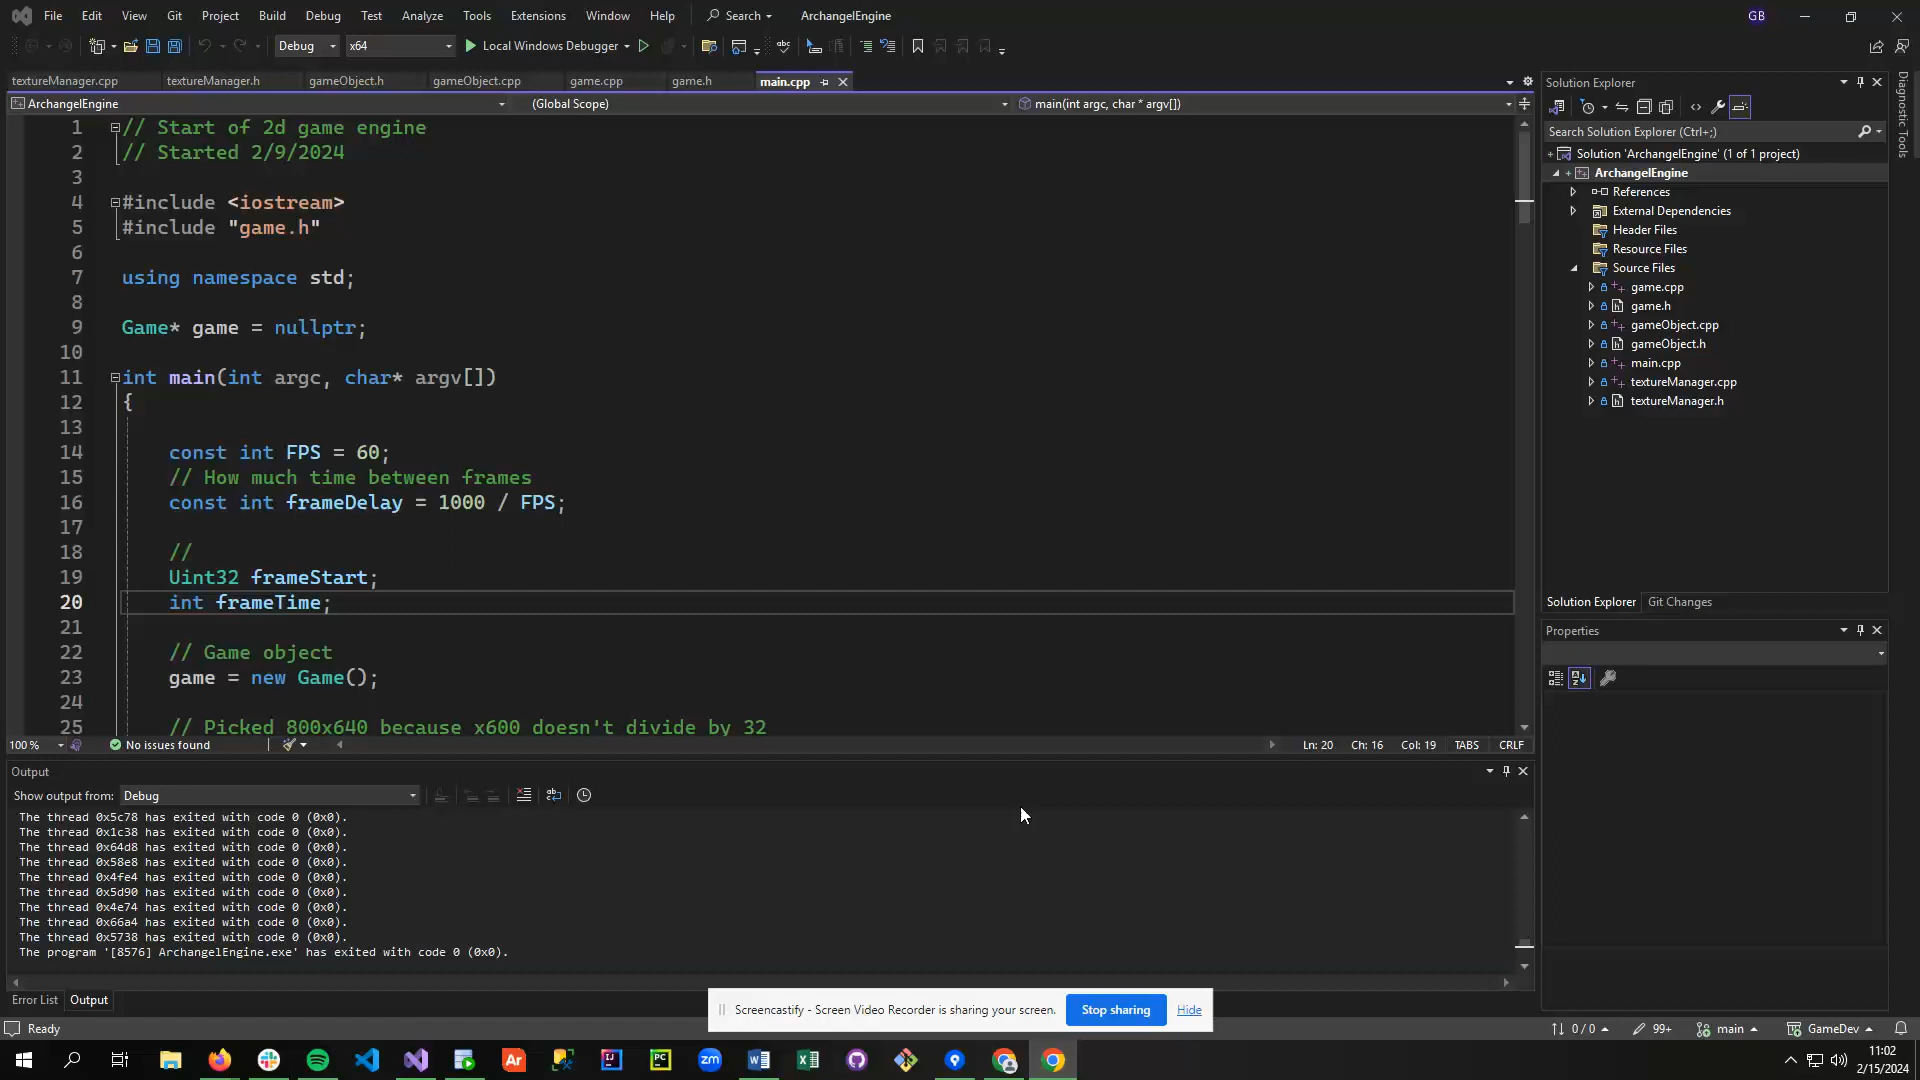 File Edit View Git Project Build Debug Test Analyze Tools Extensions Window Help Search ArchangelEngine GB
Debug x64 Local Windows Debugger
textureManager.cpp textureManager.h gameObject.h gameObject.cpp game.cpp game.h main.cpp
ArchangelEngine (Global Scope) main(int argc, char * argv[])
1 // Start of 2d game engine
2 // Started 2/9/2024
3
4 #include <iostream>
5 #include "game.h"
6
7 using namespace std;
8
9 Game* game = nullptr;
10
11 int main(int argc, char* argv[])
12 {
13
14 const int FPS = 60;
15 // How much time between frames
16 const int frameDelay = 1000 / FPS;
17
18 //
19 Uint32 frameStart;
20 int frameTime;
21
22 // Game object
23 game = new Game();
24
25 // Picked 800x640 because x600 doesn't divide by 32
100 % No issues found Ln: 20 Ch: 16 Col: 19 TABS CRLF
Output
Show output from: Debug
The thread 0x5c78 has exited with code 0 (0x0).
The thread 0x1c38 has exited with code 0 (0x0).
The thread 0x64d8 has exited with code 0 (0x0).
The thread 0x58e8 has exited with code 0 (0x0).
The thread 0x4fe4 has exited with code 0 (0x0).
The thread 0x5d90 has exited with code 0 (0x0).
The thread 0x4e74 has exited with code 0 (0x0).
The thread 0x66a4 has exited with code 0 (0x0).
The thread 0x5738 has exited with code 0 (0x0).
The program '[8576] ArchangelEngine.exe' has exited with code 0 (0x0).
Error List Output
Solution Explorer
Search Solution Explorer (Ctrl+;)
Solution 'ArchangelEngine' (1 of 1 project)
ArchangelEngine
References
External Dependencies
Header Files
Resource Files
Source Files
game.cpp
game.h
gameObject.cpp
gameObject.h
main.cpp
textureManager.cpp
textureManager.h
Solution Explorer Git Changes
Properties
Diagnostic Tools
Screencastify - Screen Video Recorder is sharing your screen. Stop sharing Hide
Ready 0 / 0 99+ main GameDev
Ar PC zm
11:02
2/15/2024